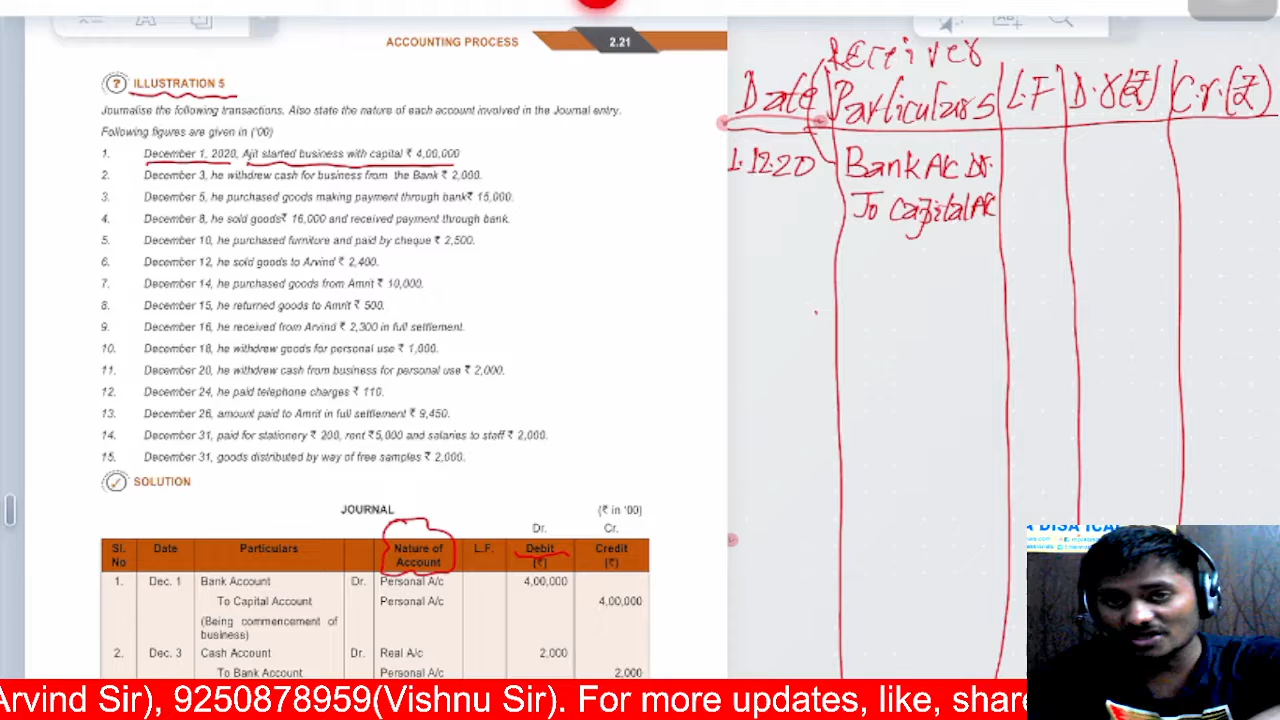 ACCOUNTING PROCESS 2.21
? ILLUSTRATION 5
Journalise the following transactions. Also state the nature of each account involved in the Journal entry.
Following figures are given in ('00)
1. December 1, 2020, Ajit started business with capital ₹ 4,00,000
2. December 3, he withdrew cash for business from the Bank ₹ 2,000.
3. December 5, he purchased goods making payment through bank₹ 15,000.
4. December 8, he sold goods₹ 16,000 and received payment through bank.
5. December 10, he purchased furniture and paid by cheque ₹ 2,500.
6. December 12, he sold goods to Arvind ₹ 2,400.
7. December 14, he purchased goods from Amrit ₹ 10,000.
8. December 15, he returned goods to Amrit ₹ 500.
9. December 16, he received from Arvind ₹ 2,300 in full settlement.
10. December 18, he withdrew goods for personal use ₹ 1,000.
11. December 20, he withdrew cash from business for personal use ₹ 2,000.
12. December 24, he paid telephone charges ₹ 110.
13. December 26, amount paid to Amrit in full settlement ₹ 9,450.
14. December 31, paid for stationery ₹ 200, rent ₹5,000 and salaries to staff ₹ 2,000.
15. December 31, goods distributed by way of free samples ₹ 2,000.
SOLUTION
JOURNAL (₹ in '00)
Dr. Cr.
Sl. No Date Particulars Nature of Account L.F. Debit (₹) Credit (₹)
1. Dec. 1 Bank Account Dr. Personal A/c 4,00,000
To Capital Account Personal A/c 4,00,000
(Being commencement of
business)
2. Dec. 3 Cash Account Dr. Real A/c 2,000
To Bank Account Personal A/c 2,000
Receiver
Date Particulars L.F D.r(₹) C.r.(₹)
1.12.20 Bank A/C Dr.
To Capital A/C
Arvind Sir), 9250878959(Vishnu Sir). For more updates, like, share